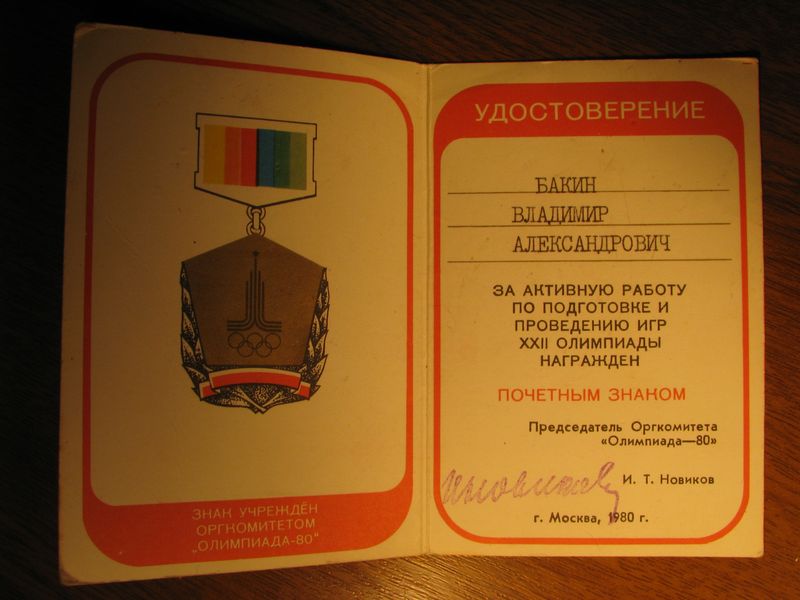 ЗНАК УЧРЕЖДЁН
ОРГКОМИТЕТОМ
„ОЛИМПИАДА-80"
УДОСТОВЕРЕНИЕ
БАКИН
ВЛАДИМИР
АЛЕКСАНДРОВИЧ
ЗА АКТИВНУЮ РАБОТУ
ПО ПОДГОТОВКЕ И
ПРОВЕДЕНИЮ ИГР
XXII ОЛИМПИАДЫ
НАГРАЖДЕН
ПОЧЕТНЫМ ЗНАКОМ
Председатель Оргкомитета
«Олимпиада—80»
И. Т. Новиков
г. Москва, 1980 г.